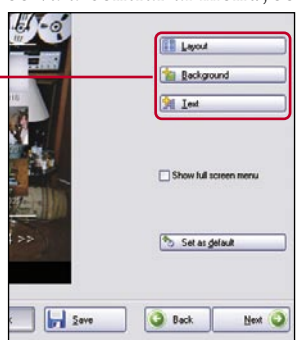 Layout
Background
Text
Show full screen menu
>>
Set as default
Save
Back
Next